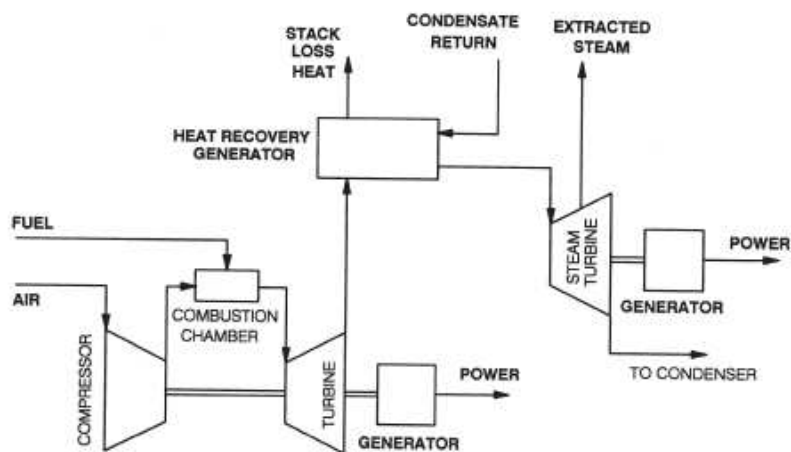 STACK
LOSS
HEAT
CONDENSATE
RETURN
EXTRACTED
STEAM
HEAT RECOVERY
GENERATOR
FUEL
AIR
COMBUSTION
CHAMBER
COMPRESSOR
TURBINE
POWER
GENERATOR
STEAM
TURBINE
POWER
GENERATOR
TO CONDENSER